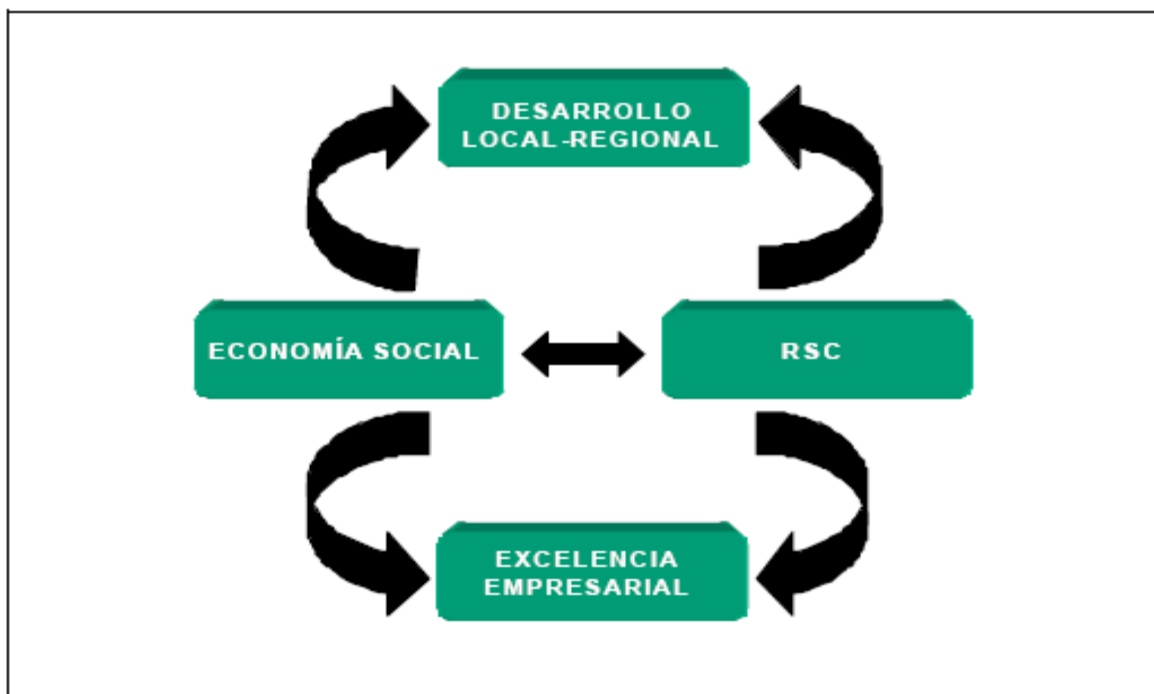 DESARROLLO
LOCAL-REGIONAL
ECONOMÍA SOCIAL
RSC
EXCELENCIA
EMPRESARIAL